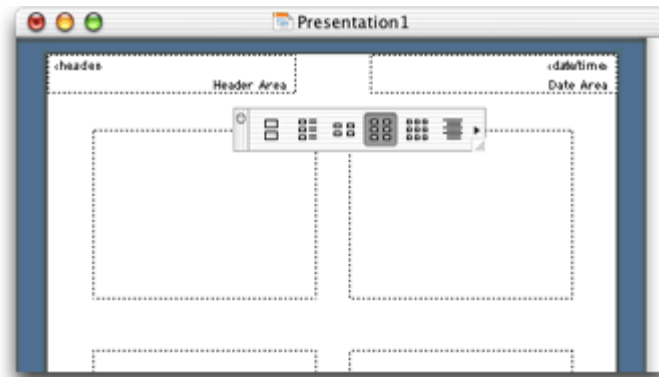 Presentation1
‹header›
Header Area
‹date/time›
Date Area